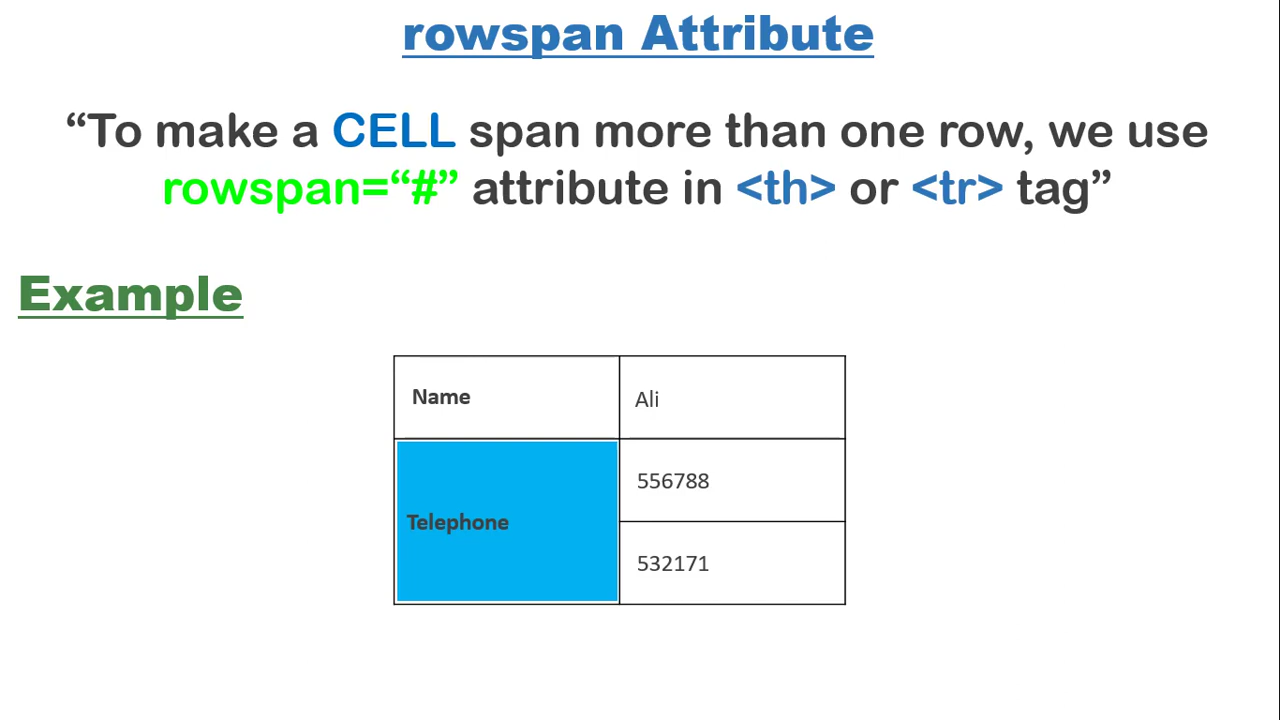 rowspan Attribute
“To make a CELL span more than one row, we use
rowspan=“#” attribute in <th> or <tr> tag”
Example
Name Ali
556788
Telephone
532171